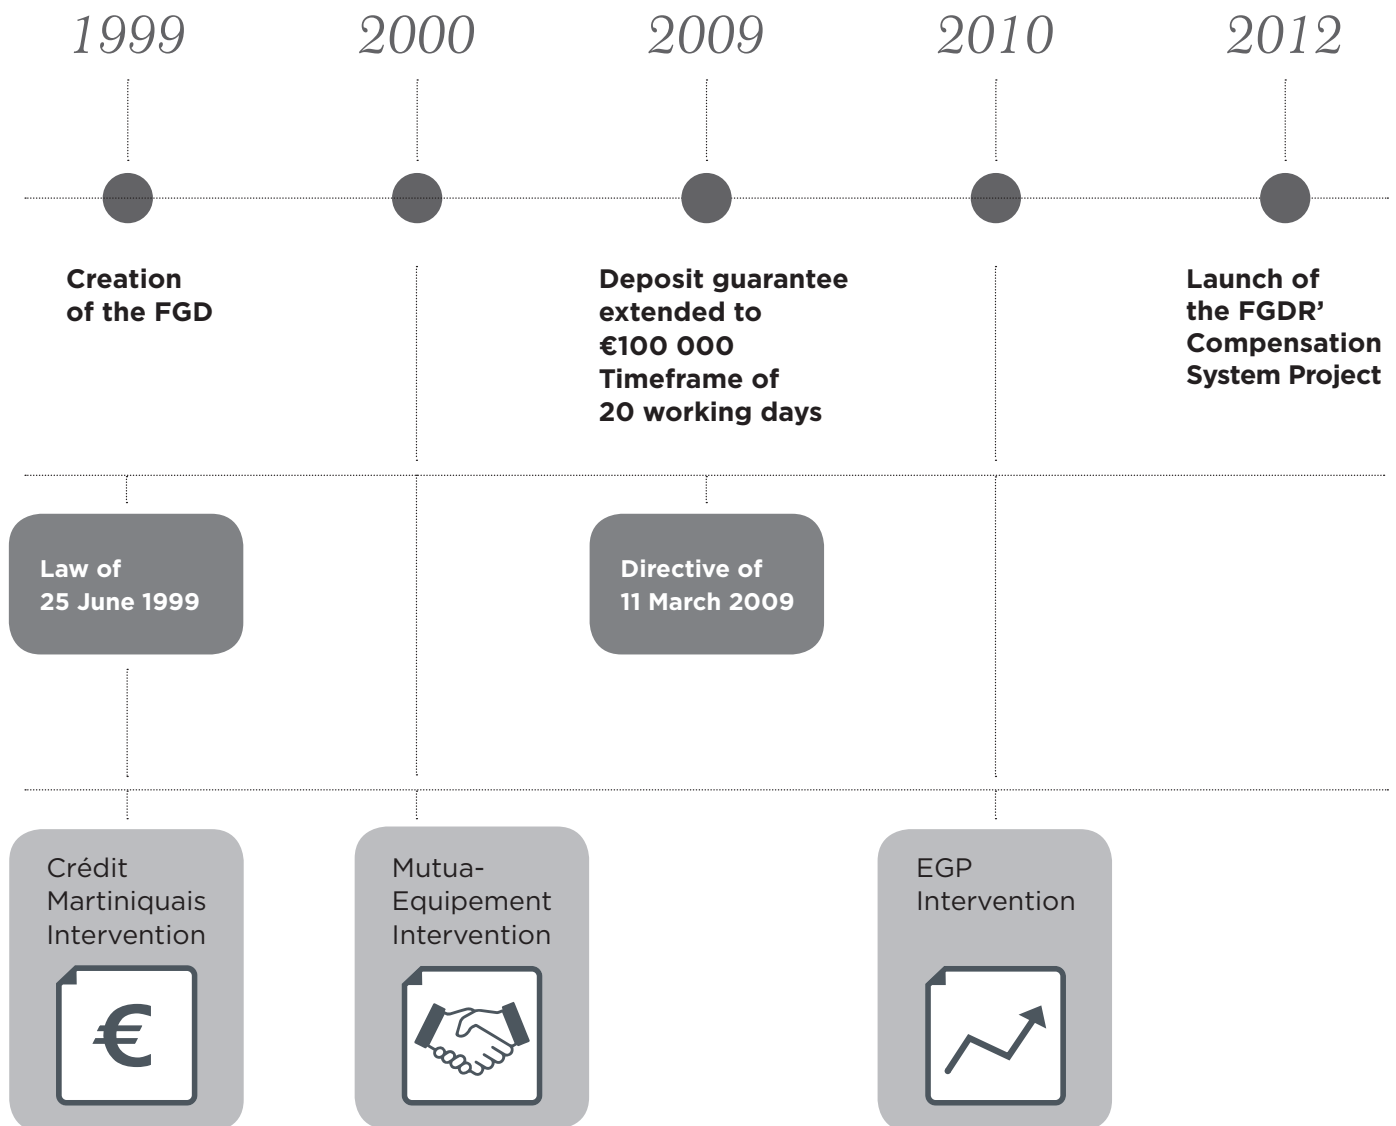 1999
2000
2009
2010
2012
Creation
of the FGD
Deposit guarantee
extended to
€100 000
Timeframe of
20 working days
Launch of
the FGDR’
Compensation
System Project
Law of
25 June 1999
Directive of
11 March 2009
Crédit
Martiniquais
Intervention
€
Mutua-
Equipement
Intervention
EGP
Intervention